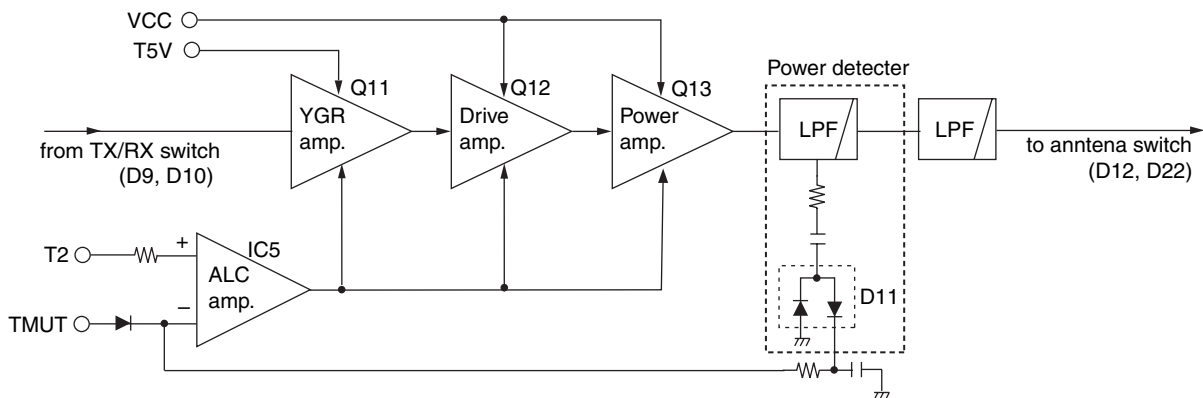 VCC
T5V
Q11
Q12
Q13
Power detecter
YGR
amp.
Drive
amp.
Power
amp.
LPF
LPF
from TX/RX switch
(D9, D10)
to anntena switch
(D12, D22)
T2
+
IC5
ALC
amp.
TMUT
–
D11